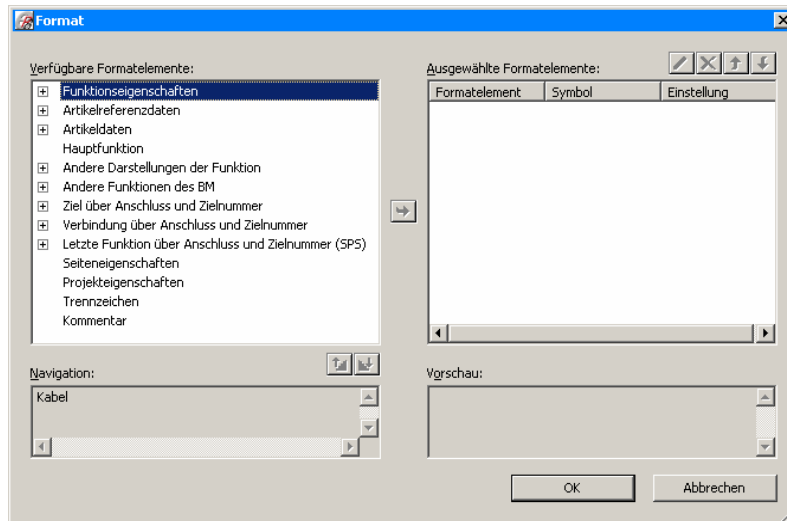 Format
Verfügbare Formatelemente:
Funktionseigenschaften
Artikelreferenzdaten
Artikeldaten
Hauptfunktion
Andere Darstellungen der Funktion
Andere Funktionen des BM
Ziel über Anschluss und Zielnummer
Verbindung über Anschluss und Zielnummer
Letzte Funktion über Anschluss und Zielnummer (SPS)
Seiteneigenschaften
Projekteigenschaften
Trennzeichen
Kommentar
Ausgewählte Formatelemente:
Formatelement Symbol Einstellung
Navigation:
Kabel
Vorschau:
OK Abbrechen